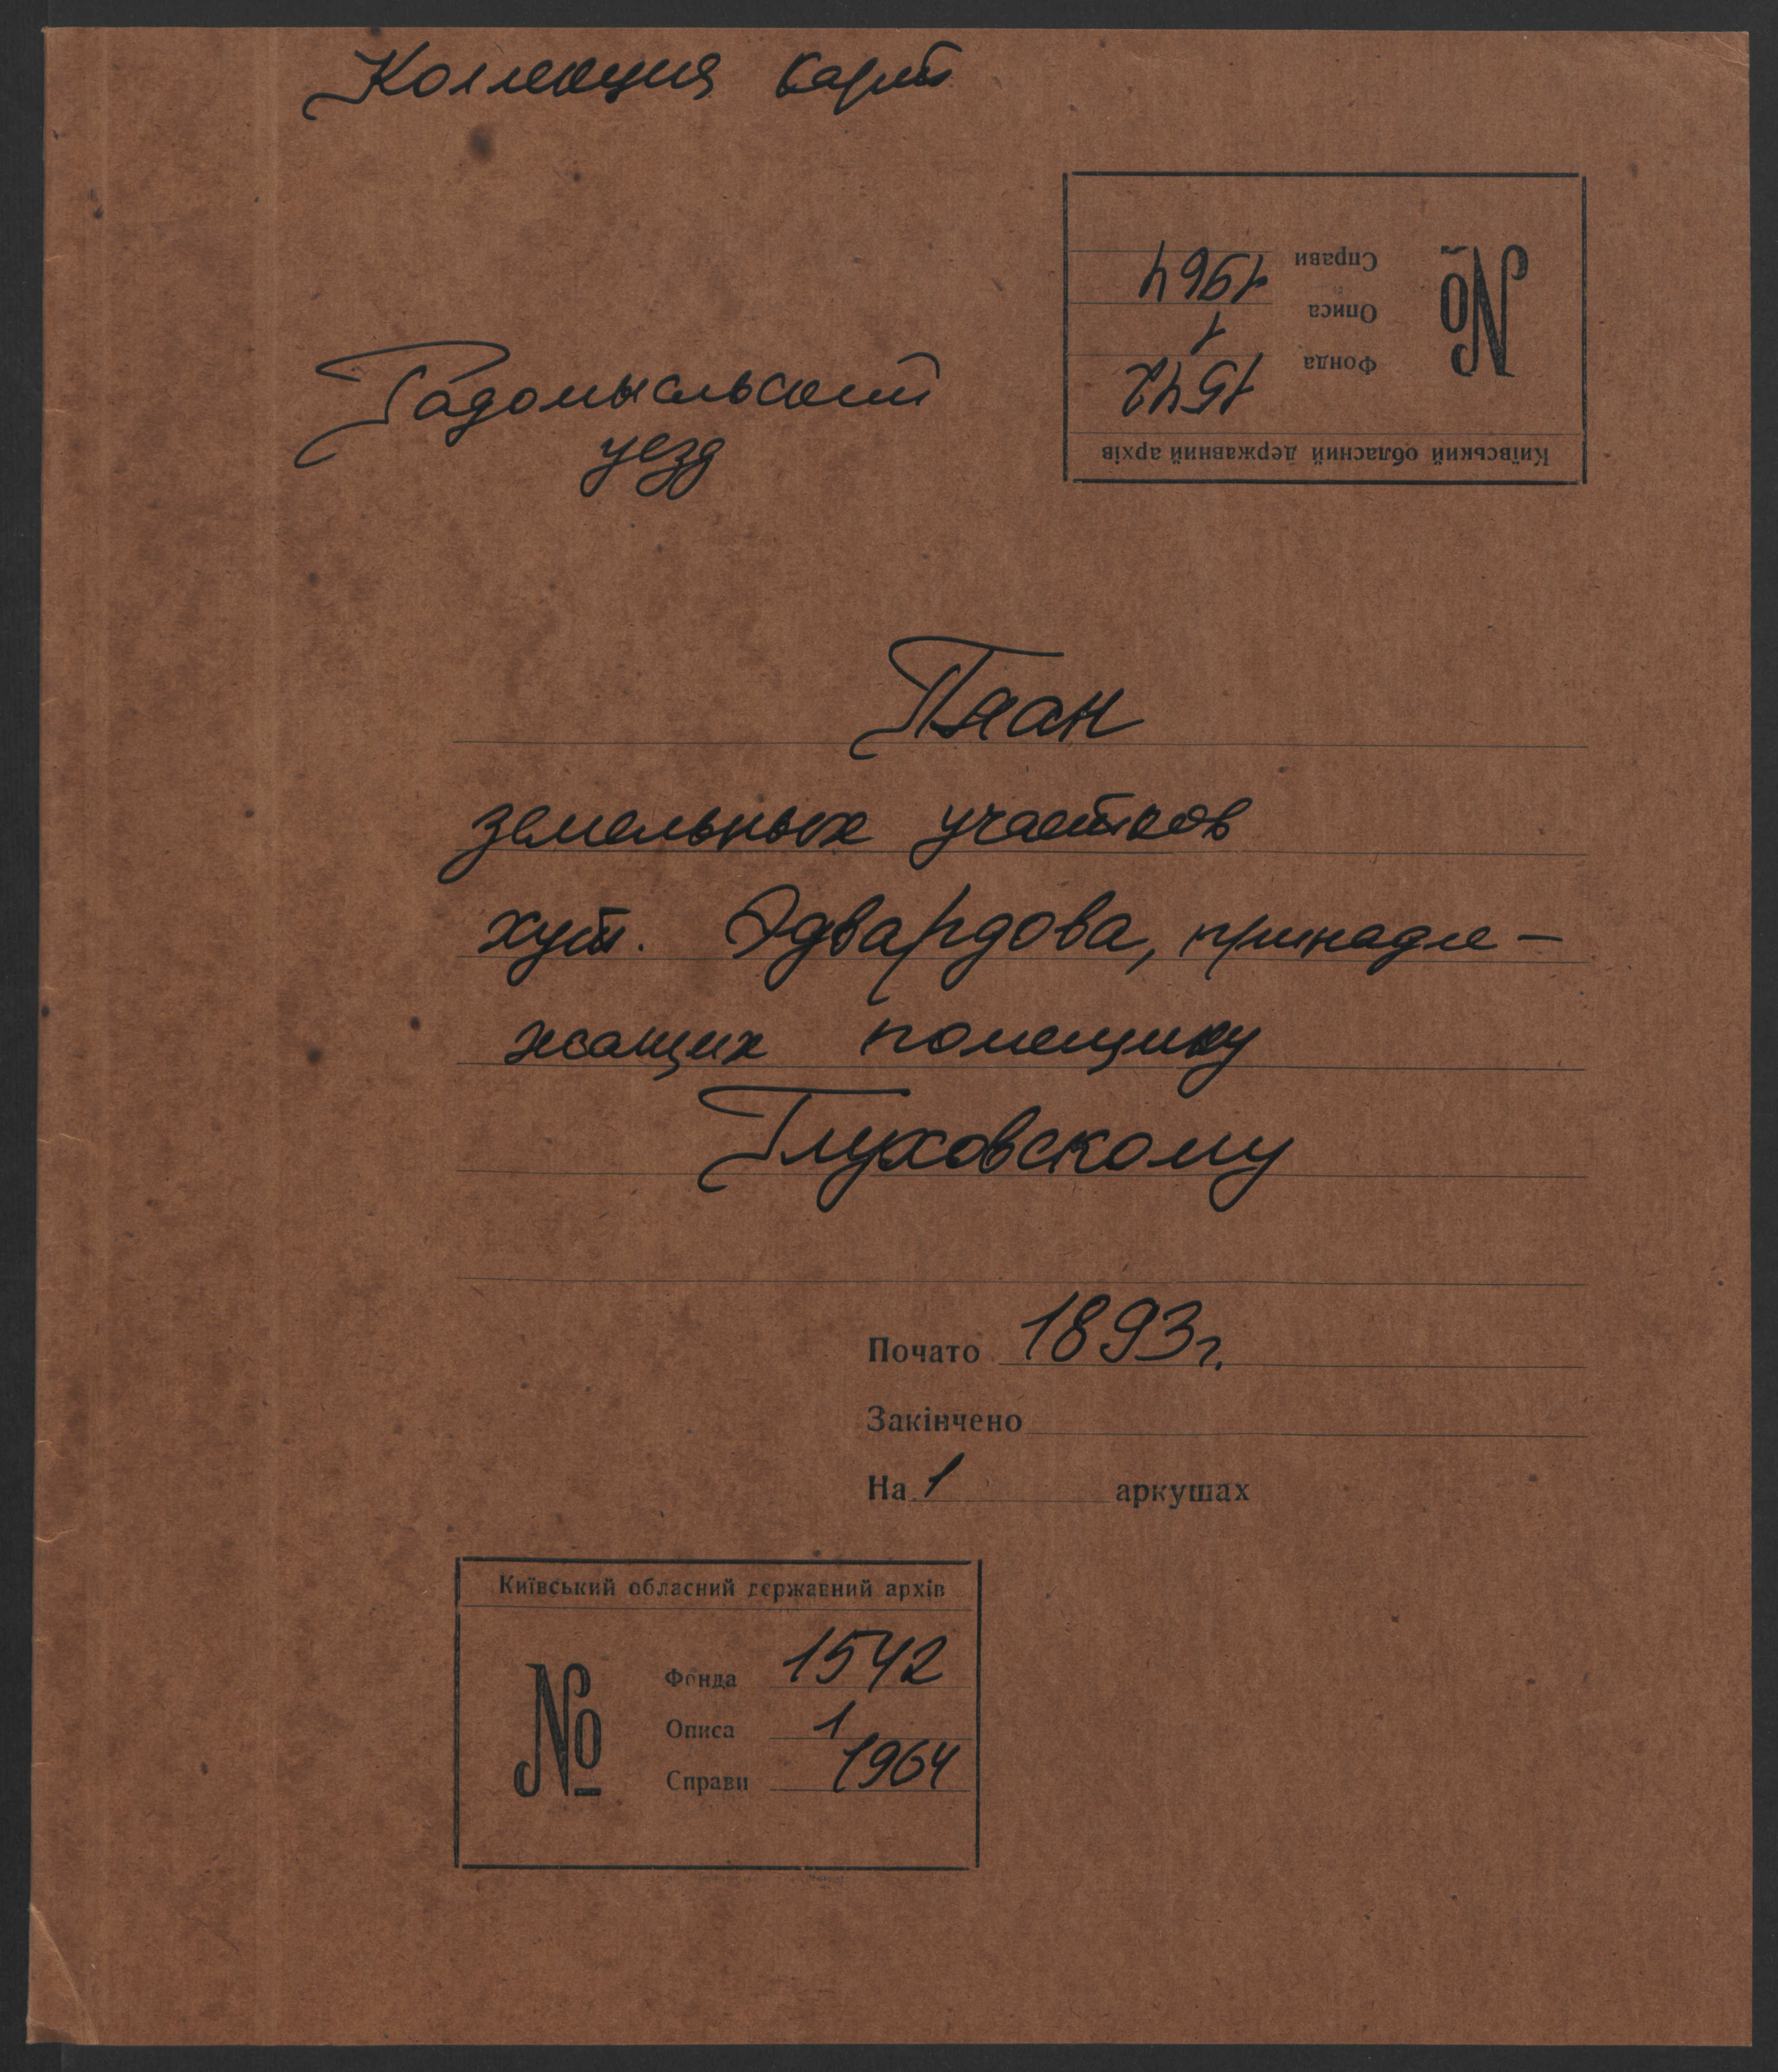 Коллекция карт
Киівський обласний державний архів
№
Фонда 1542
Описа 1
Справи 1964
Радомысльский
уезд
План
земельных участков
хут. Эдвардова, принадле-
жащих помещику
Глуховскому
Почато 1893г.
Закінчено
На 1 аркушах
Київський обласний державний архів
№
Фонда 1542
Описа 1
Справи 1964